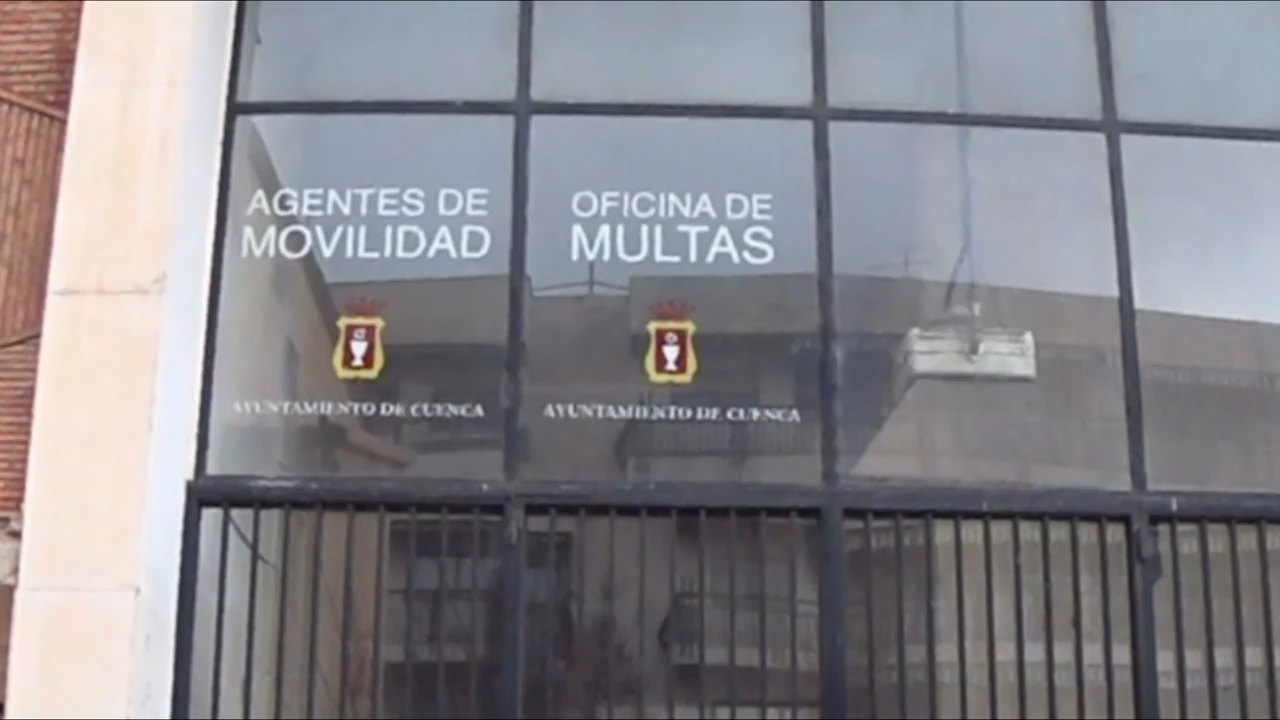 AGENTES DE
MOVILIDAD
AYUNTAMIENTO DE CUENCA
OFICINA DE
MULTAS
AYUNTAMIENTO DE CUENCA